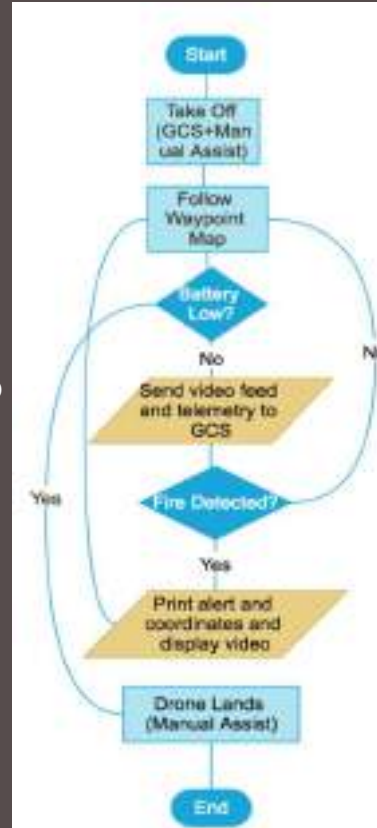 Start
Take Off
(GCS+Man
ual Assist)
Follow
Waypoint
Map
Battery
Low?
No
Send video feed
and telemetry to
GCS
Yes
Fire Detected?
Yes
Print alert and
coordinates and
display video
Drone Lands
(Manual Assist)
End